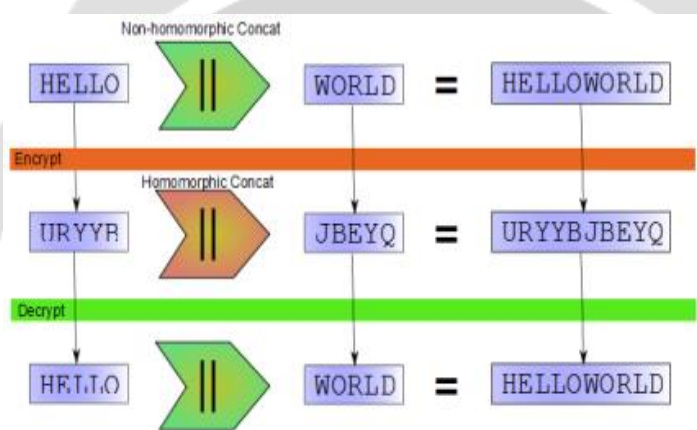 Non-homomorphic Concat
HELLO || WORLD = HELLOWORLD
Encrypt
Homomorphic Concat
URYYB || JBEYQ = URYYBJBEYQ
Decrypt
HELLO || WORLD = HELLOWORLD